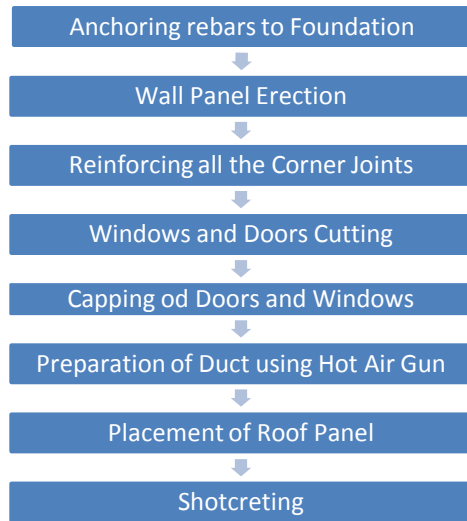 Anchoring rebars to Foundation
Wall Panel Erection
Reinforcing all the Corner Joints
Windows and Doors Cutting
Capping od Doors and Windows
Preparation of Duct using Hot Air Gun
Placement of Roof Panel
Shotcreting